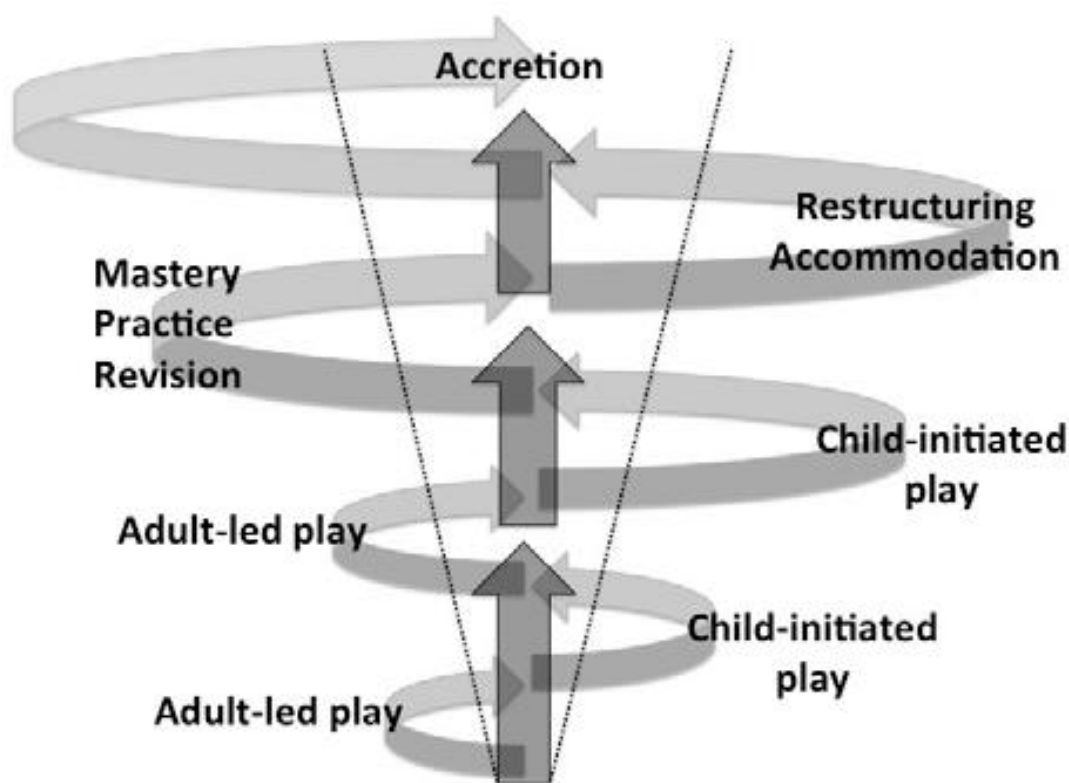 Accretion
Restructuring
Accommodation
Mastery
Practice
Revision
Child-initiated
play
Adult-led play
Child-initiated
play
Adult-led play